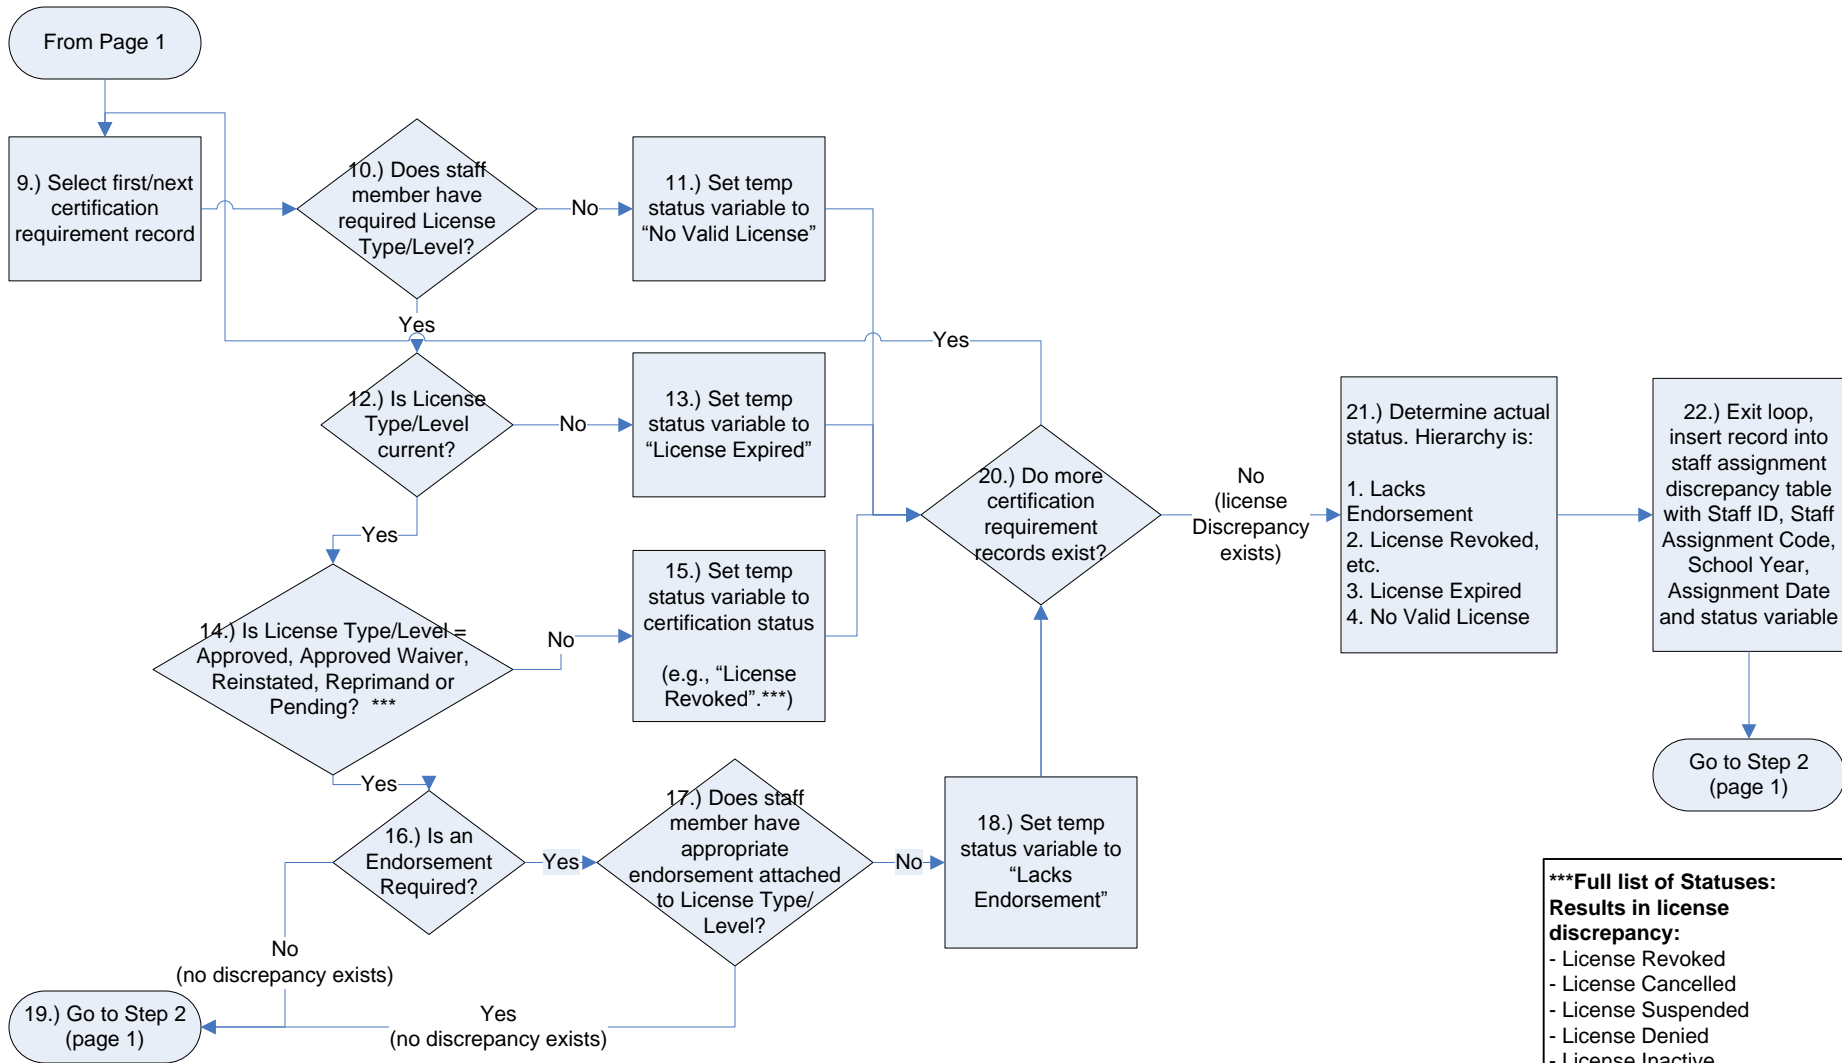 From Page 1
9.) Select first/next
certification
requirement record
10.) Does staff
member have
required License
Type/Level?
No
11.) Set temp
status variable to
“No Valid License”
Yes
Yes
12.) Is License
Type/Level
current?
No
13.) Set temp
status variable to
“License Expired”
Yes
14.) Is License Type/Level =
Approved, Approved Waiver,
Reinstated, Reprimand or
Pending? ***
No
15.) Set temp
status variable to
certification status
(e.g., “License
Revoked”.***)
Yes
16.) Is an
Endorsement
Required?
Yes
17.) Does staff
member have
appropriate
endorsement attached
to License Type/
Level?
No
18.) Set temp
status variable to
“Lacks
Endorsement”
No
(no discrepancy exists)
Yes
(no discrepancy exists)
19.) Go to Step 2
(page 1)
20.) Do more
certification
requirement
records exist?
No
(license
Discrepancy
exists)
21.) Determine actual
status. Hierarchy is:
1. Lacks
Endorsement
2. License Revoked,
etc.
3. License Expired
4. No Valid License
22.) Exit loop,
insert record into
staff assignment
discrepancy table
with Staff ID, Staff
Assignment Code,
School Year,
Assignment Date
and status variable
Go to Step 2
(page 1)
***Full list of Statuses:
Results in license
discrepancy:
- License Revoked
- License Cancelled
- License Suspended
- License Denied
- License Inactive